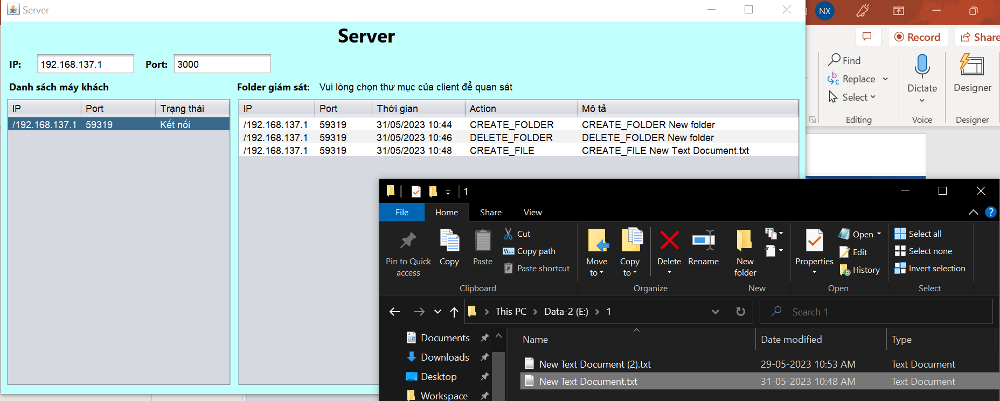 Server
NX
Server
Record
Share
IP: 192.168.137.1 Port: 3000
Find
Replace
Select
Editing
Dictate
Voice
Designer
Designer
Danh sách máy khách
Folder giám sát: Vui lòng chọn thư mục của client để quan sát
IP Port Trạng thái
/192.168.137.1 59319 Kết nối
IP Port Thời gian Action Mô tả
/192.168.137.1 59319 31/05/2023 10:44 CREATE_FOLDER CREATE_FOLDER New folder
/192.168.137.1 59319 31/05/2023 10:46 DELETE_FOLDER DELETE_FOLDER New folder
/192.168.137.1 59319 31/05/2023 10:48 CREATE_FILE CREATE_FILE New Text Document.txt
1
File Home Share View
Pin to Quick
access
Copy
Paste
Cut
Copy path
Paste shortcut
Clipboard
Move
to
Copy
to
Delete
Rename
Organize
New
folder
New
Properties
Open
Edit
History
Open
Select all
Select none
Invert selection
Select
This PC Data-2 (E:) 1
Search 1
Documents
Downloads
Desktop
Workspace
Name Date modified Type
New Text Document (2).txt 29-05-2023 10:53 AM Text Document
New Text Document.txt 31-05-2023 10:48 AM Text Document